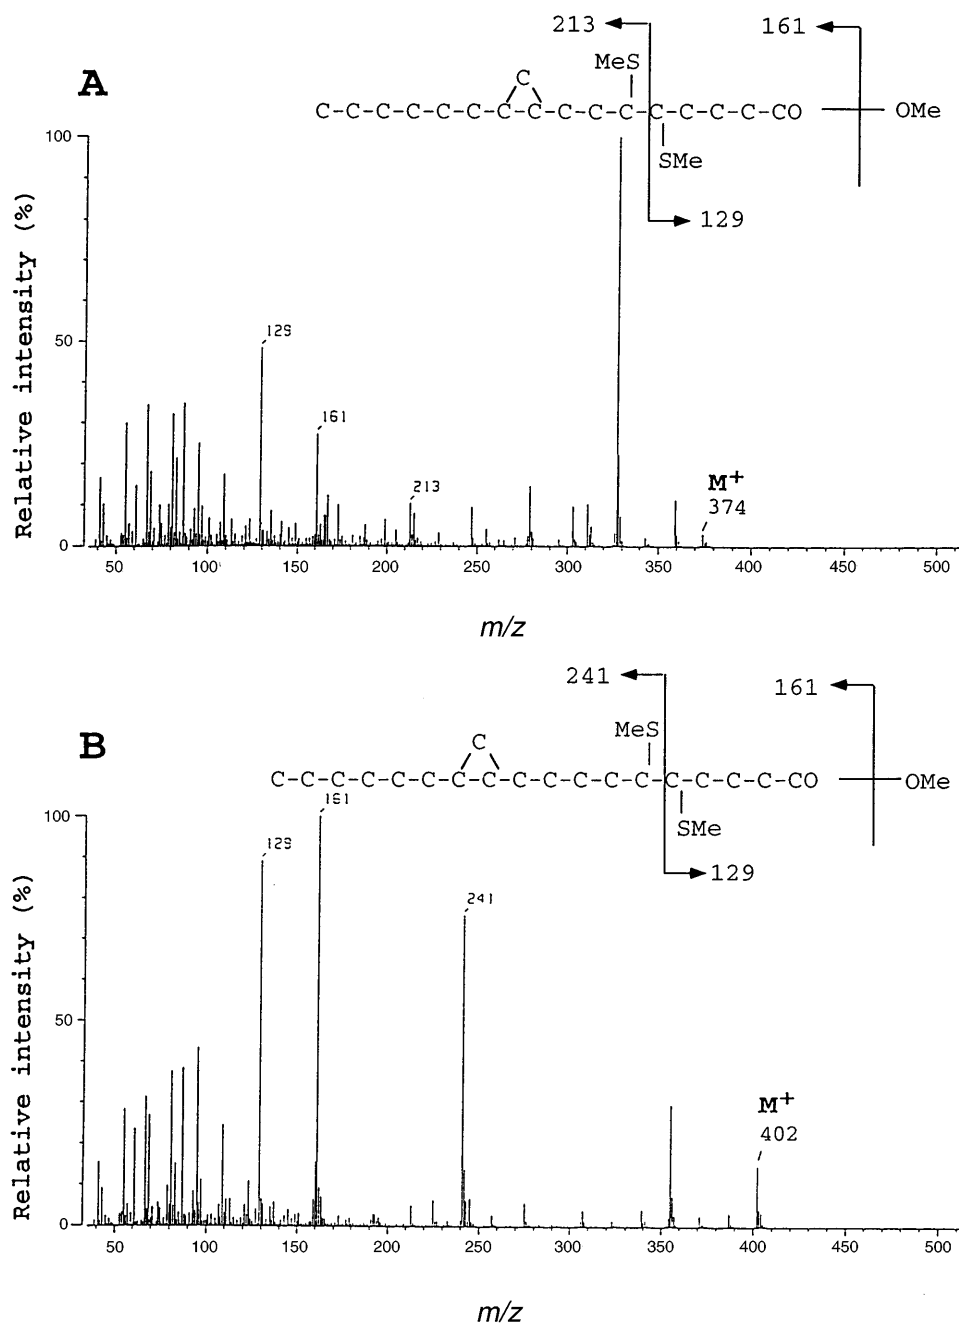 213 161
C MeS
A
C-C-C-C-C-C-C-C-C-C-C-C-C-C-C-CO OMe
SMe
129
Relative intensity (%)
100
50
0
129
161
213
M+
374
50 100 150 200 250 300 350 400 450 500
m/z
241 161
MeS
B
C
C-C-C-C-C-C-C-C-C-C-C-C-C-C-C-C-C-CO OMe
SMe
129
Relative intensity (%)
100
50
0
129
161
241
M+
402
50 100 150 200 250 300 350 400 450 500
m/z